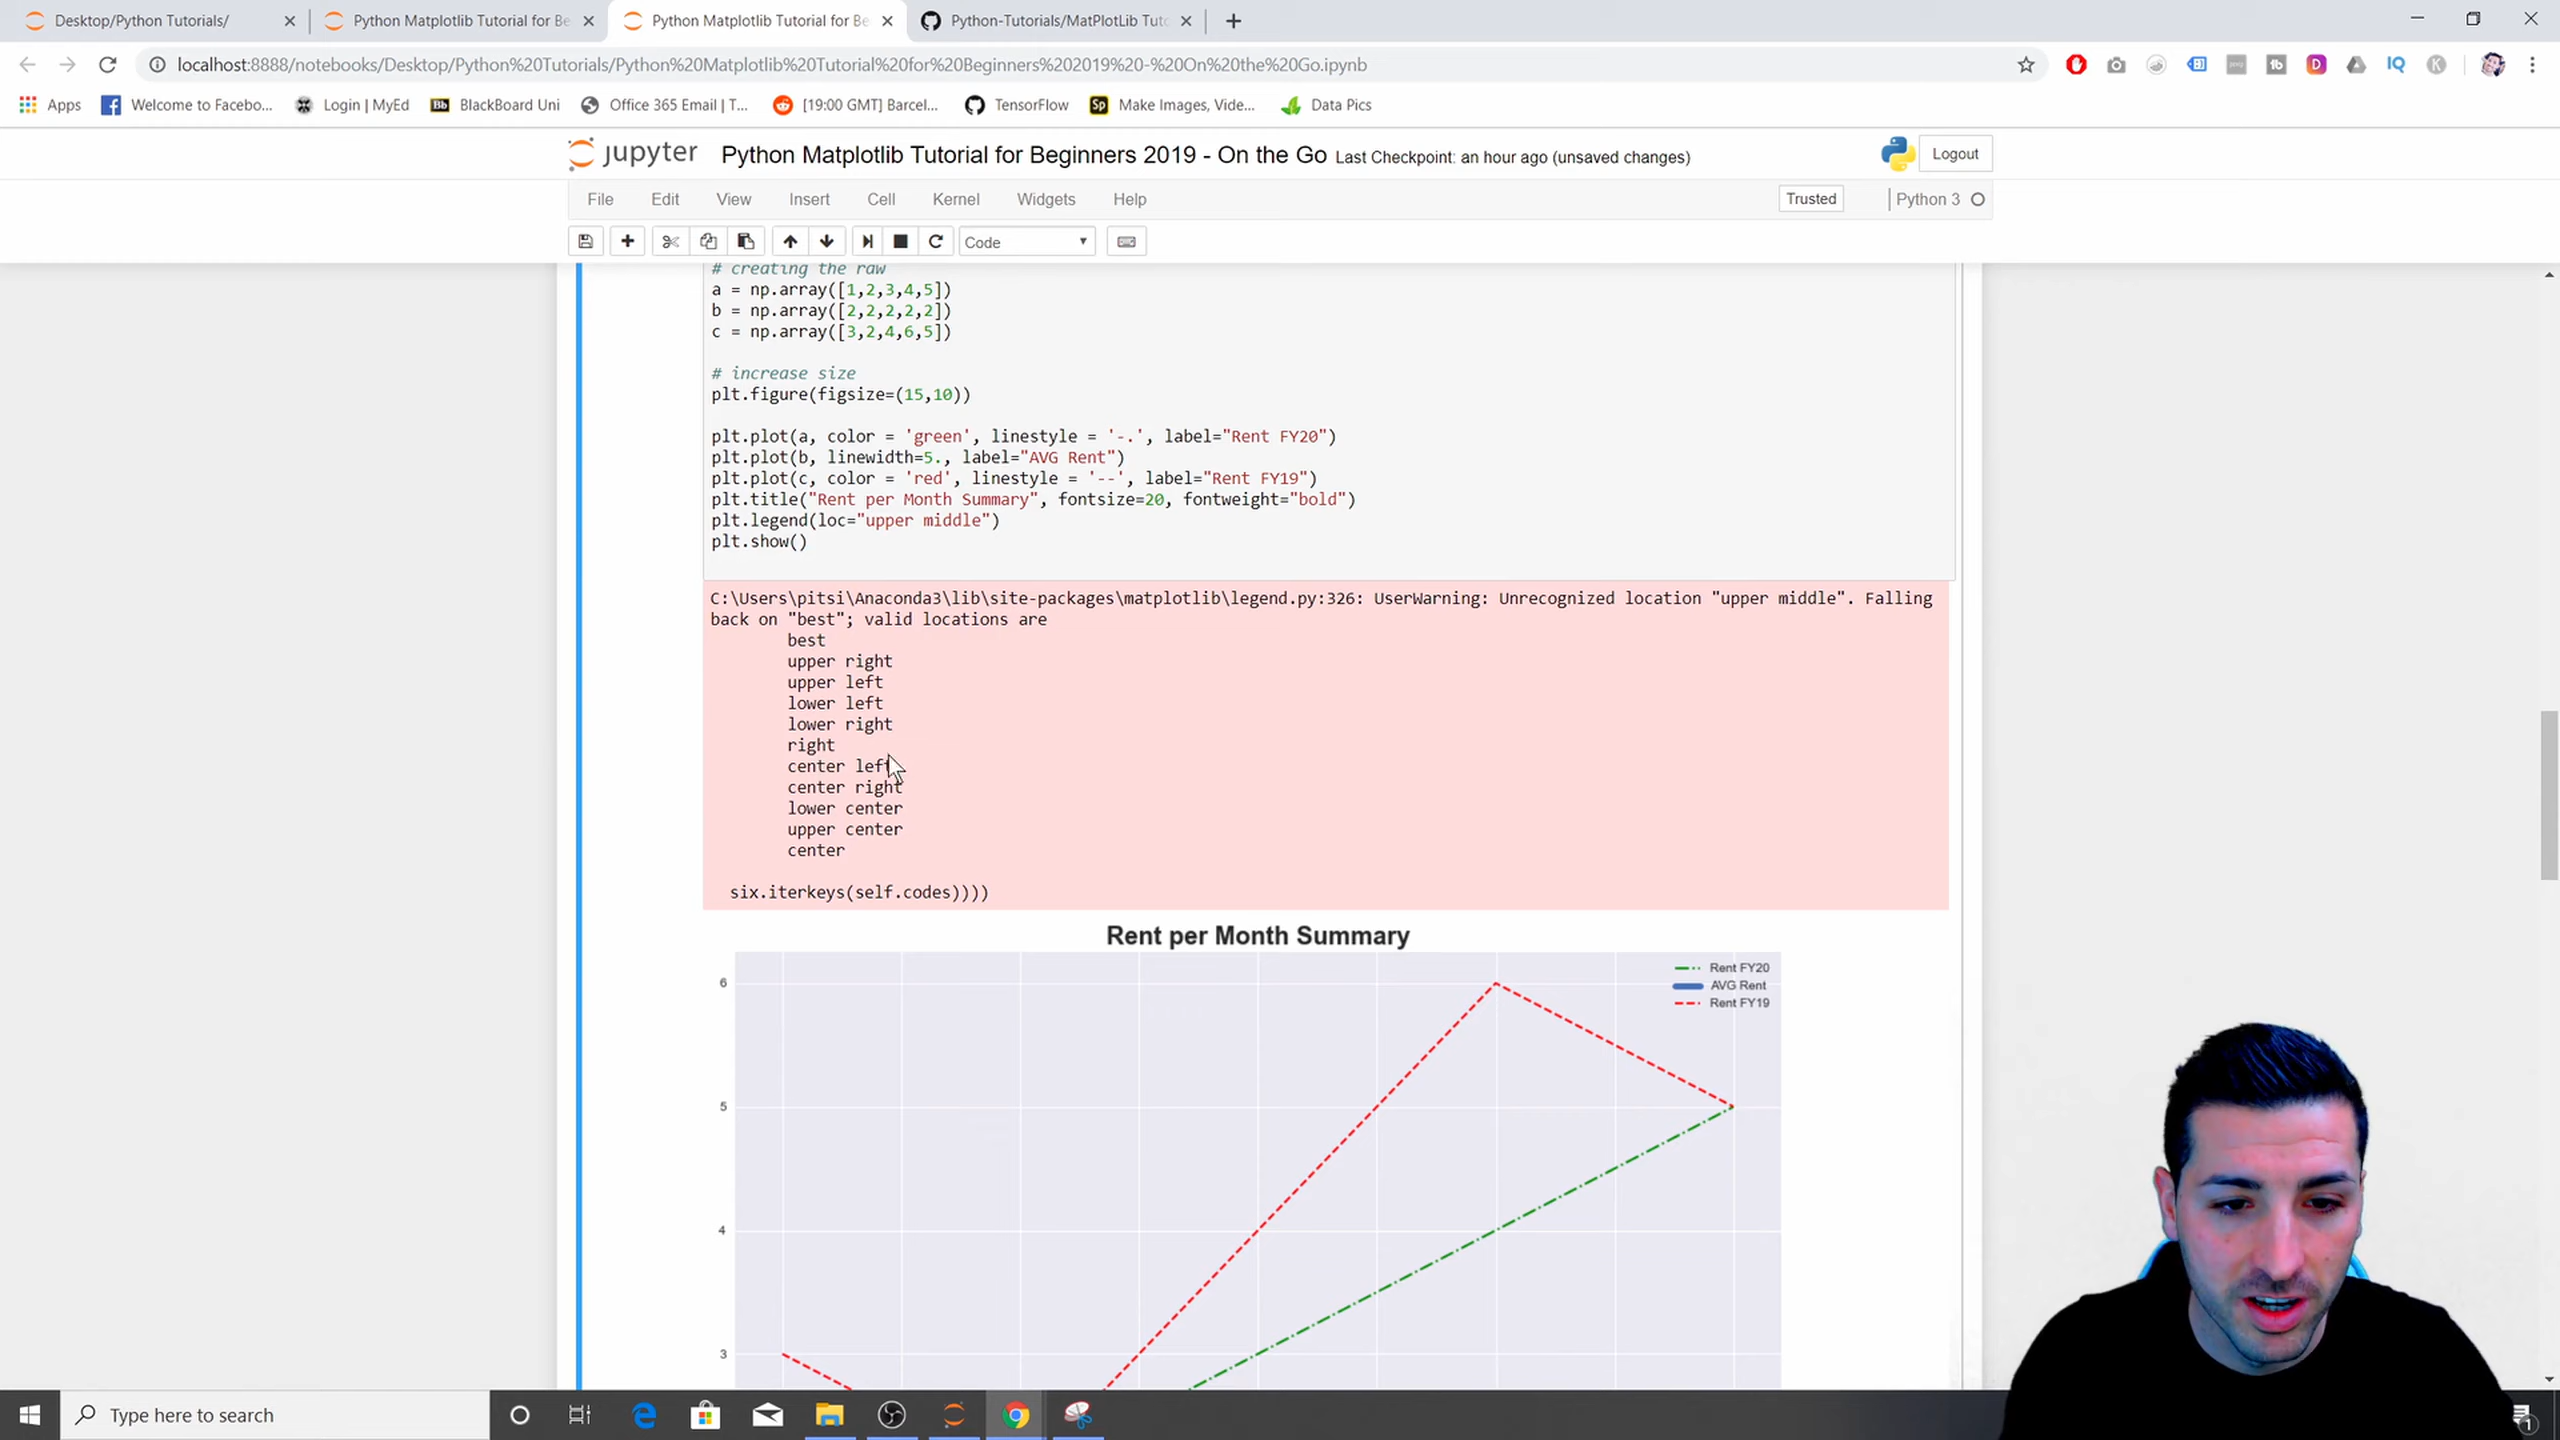 Desktop/Python Tutorials/
Python Matplotlib Tutorial for Be
Python Matplotlib Tutorial for Be
Python-Tutorials/MatPlotLib Tuto
localhost:8888/notebooks/Desktop/Python%20Tutorials/Python%20Matplotlib%20Tutorial%20for%20Beginners%202019%20-%20On%20the%20Go.ipynb
Apps
Welcome to Facebo...
Login | MyEd
Bb
BlackBoard Uni
Office 365 Email | T...
[19:00 GMT] Barcel...
TensorFlow
Sp
Make Images, Vide...
Data Pics
jupyter
Python Matplotlib Tutorial for Beginners 2019 - On the Go Last Checkpoint: an hour ago (unsaved changes)
Logout
File
Edit
View
Insert
Cell
Kernel
Widgets
Help
Trusted
Python 3
Code
# creating the raw
a = np.array([1,2,3,4,5])
b = np.array([2,2,2,2,2])
c = np.array([3,2,4,6,5])
# increase size
plt.figure(figsize=(15,10))
plt.plot(a, color = 'green', linestyle = '-.', label="Rent FY20")
plt.plot(b, linewidth=5., label="AVG Rent")
plt.plot(c, color = 'red', linestyle = '--', label="Rent FY19")
plt.title("Rent per Month Summary", fontsize=20, fontweight="bold")
plt.legend(loc="upper middle")
plt.show()
C:\Users\pitsi\Anaconda3\lib\site-packages\matplotlib\legend.py:326: UserWarning: Unrecognized location "upper middle". Falling
back on "best"; valid locations are
best
upper right
upper left
lower left
lower right
right
center left
center right
lower center
upper center
center
six.iterkeys(self.codes))))
Rent per Month Summary
Rent FY20
AVG Rent
Rent FY19
6
5
4
3
Type here to search
1